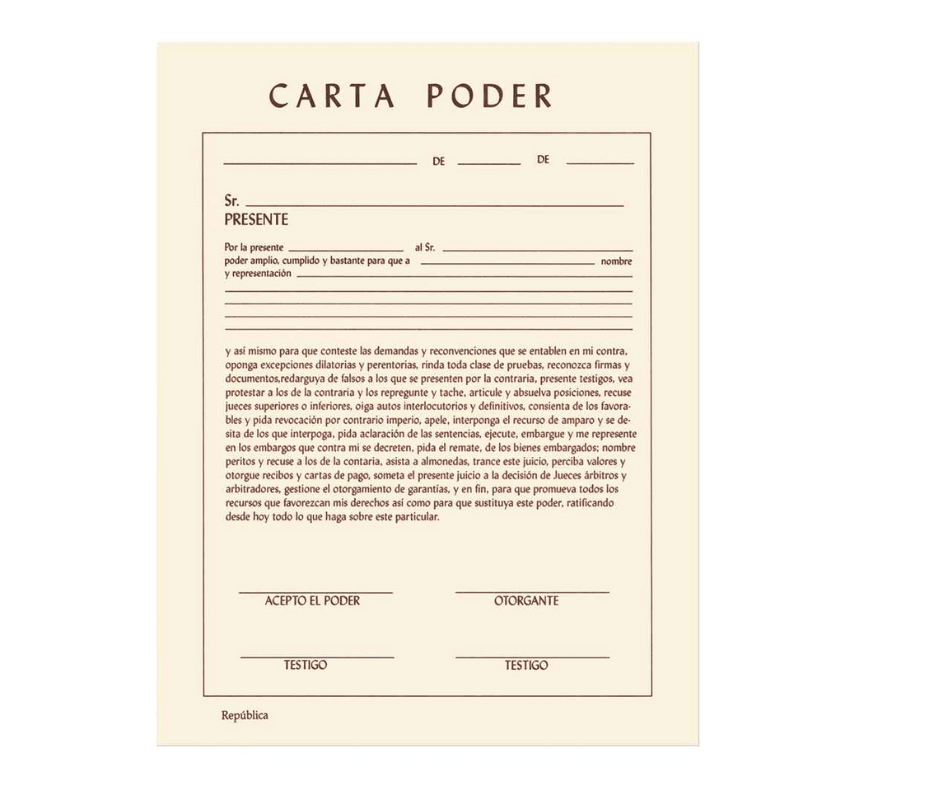 CARTA PODER
DE DE
Sr.
PRESENTE
Por la presente al Sr.
poder amplio, cumplido y bastante para que a nombre
y representación
y así mismo para que conteste las demandas y reconvenciones que se entablen en mi contra,
oponga excepciones dilatorias y perentorias, rinda toda clase de pruebas, reconozca firmas y
documentos,redarguya de falsos a los que se presenten por la contraria, presente testigos, vea
protestar a los de la contraria y los repregunte y tache, articule y absuelva posiciones, recuse
jueces superiores o inferiores, oiga autos interlocutorios y definitivos, consienta de los favora-
bles y pida revocación por contrario imperio, apele, interponga el recurso de amparo y se de-
sita de los que interpoga, pida aclaración de las sentencias, ejecute, embargue y me represente
en los embargos que contra mi se decreten, pida el remate, de los bienes embargados; nombre
peritos y recuse a los de la contaria, asista a almonedas, trance este juicio, perciba valores y
otorgue recibos y cartas de pago, someta el presente juicio a la decisión de Jueces árbitros y
arbitradores, gestione el otorgamiento de garantías, y en fin, para que promueva todos los
recursos que favorezcan mis derechos así como para que sustituya este poder, ratificando
desde hoy todo lo que haga sobre este particular.
ACEPTO EL PODER OTORGANTE
TESTIGO TESTIGO
República